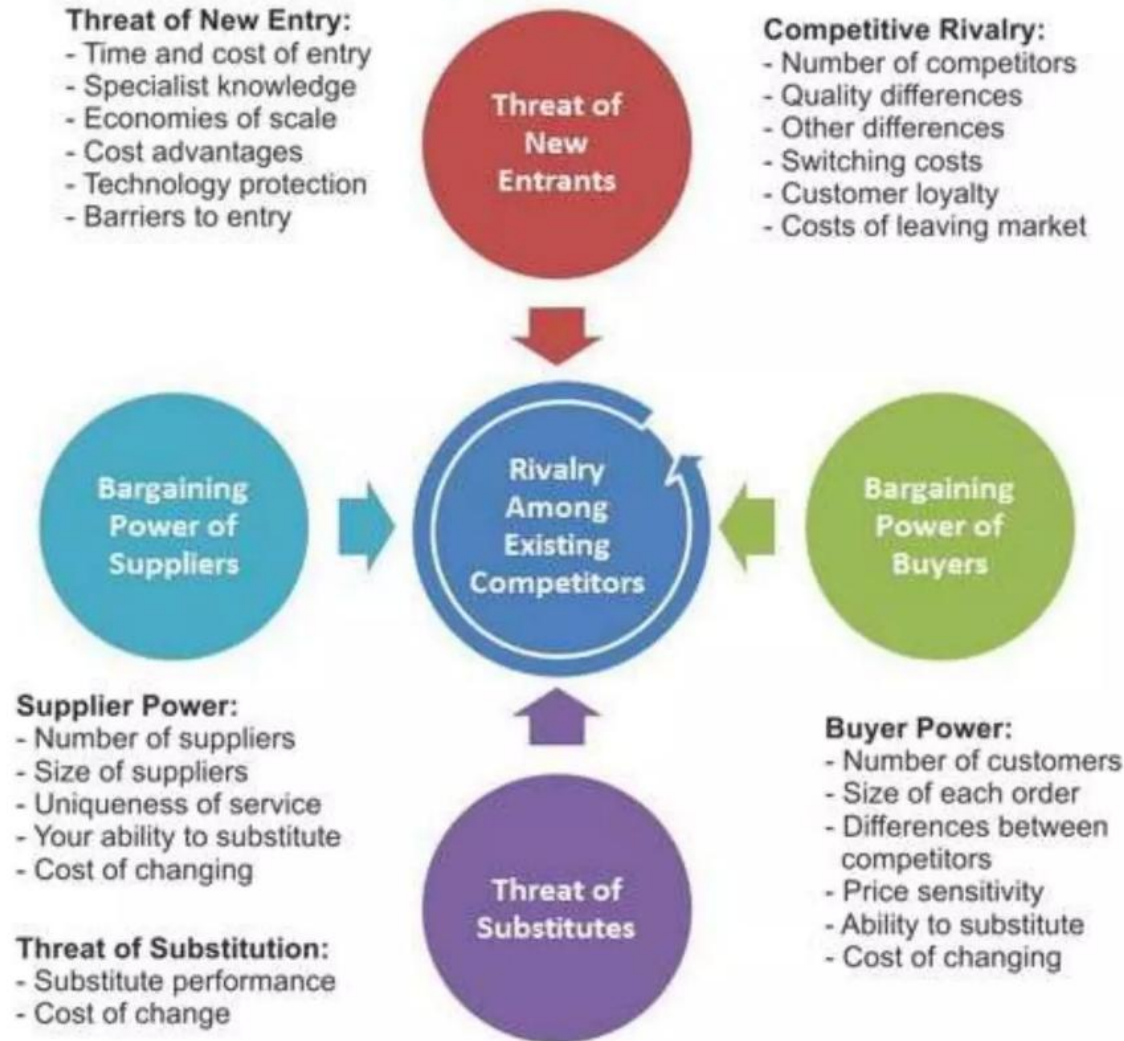 Threat of New Entry:
- Time and cost of entry
- Specialist knowledge
- Economies of scale
- Cost advantages
- Technology protection
- Barriers to entry
Threat of
New
Entrants
Competitive Rivalry:
- Number of competitors
- Quality differences
- Other differences
- Switching costs
- Customer loyalty
- Costs of leaving market
Bargaining
Power of
Suppliers
Rivalry
Among
Existing
Competitors
Bargaining
Power of
Buyers
Supplier Power:
- Number of suppliers
- Size of suppliers
- Uniqueness of service
- Your ability to substitute
- Cost of changing
Threat of Substitution:
- Substitute performance
- Cost of change
Threat of
Substitutes
Buyer Power:
- Number of customers
- Size of each order
- Differences between
competitors
- Price sensitivity
- Ability to substitute
- Cost of changing